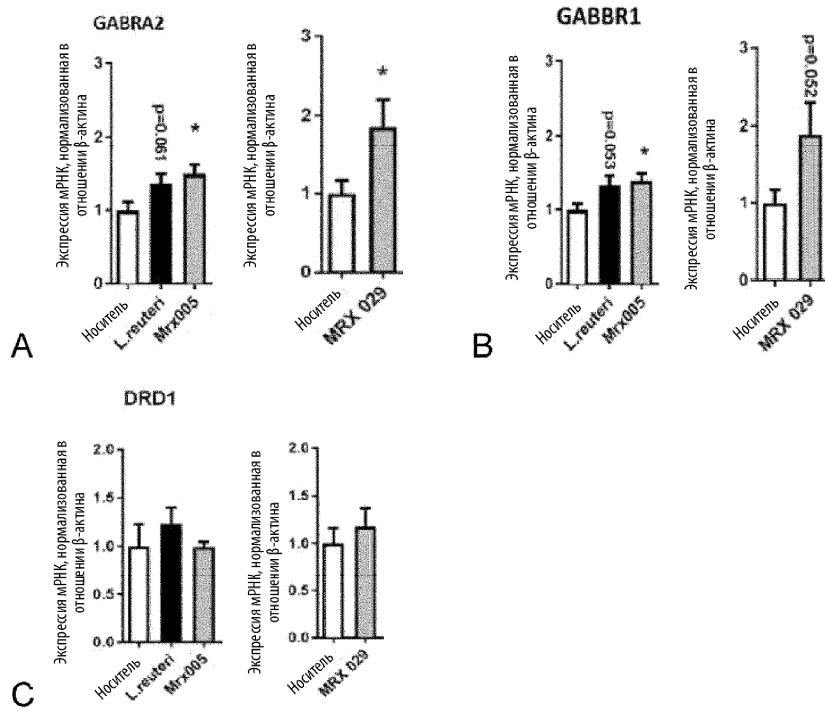 GABRA2
Экспрессия мРНК, нормализованная в
отношении β-актина
3
2
1
0
p=0.061
*
Носитель
L.reuteri
Mrx005
Экспрессия мРНК, нормализованная в
отношении β-актина
3
2
1
0
*
Носитель
MRX 029
A
GABBR1
Экспрессия мРНК, нормализованная в
отношении β-актина
3
2
1
0
p=0.053
*
Носитель
L.reuteri
Mrx005
Экспрессия мРНК, нормализованная в
отношении β-актина
3
2
1
0
p=0.052
Носитель
MRX 029
B
DRD1
Экспрессия мРНК, нормализованная в
отношении β-актина
2.0
1.5
1.0
0.5
0.0
Носитель
L.reuteri
Mrx005
Экспрессия мРНК, нормализованная в
отношении β-актина
2.0
1.5
1.0
0.5
0.0
Носитель
MRX 029
C